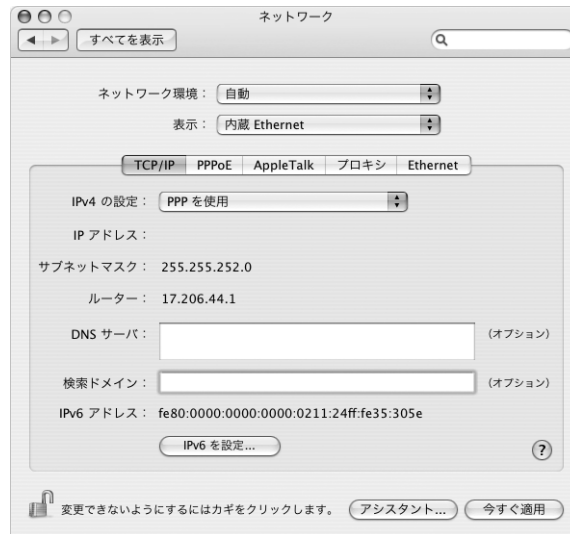 ネットワーク
すべてを表示
ネットワーク環境： 自動
表示： 内蔵 Ethernet
TCP/IP PPPoE AppleTalk プロキシ Ethernet
IPv4 の設定： PPP を使用
IP アドレス：
サブネットマスク： 255.255.252.0
ルーター： 17.206.44.1
DNS サーバ： (オプション)
検索ドメイン： (オプション)
IPv6 アドレス： fe80:0000:0000:0000:0211:24ff:fe35:305e
IPv6 を設定... ?
変更できないようにするにはカギをクリックします。 アシスタント... 今すぐ適用